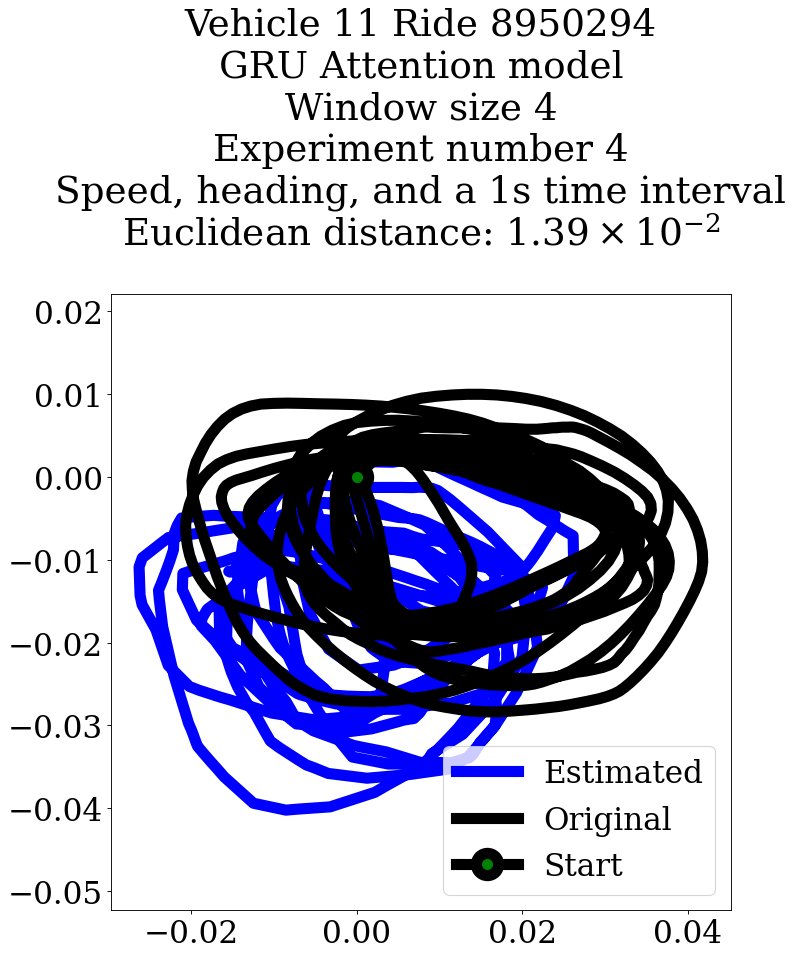 Vehicle 11 Ride 8950294
GRU Attention model
Window size 4
Experiment number 4
Speed, heading, and a 1s time interval
Euclidean distance: 1.39 × 10⁻²
0.02
0.01
0.00
−0.01
−0.02
−0.03
−0.04
−0.05
Estimated
Original
Start
−0.02 0.00 0.02 0.04